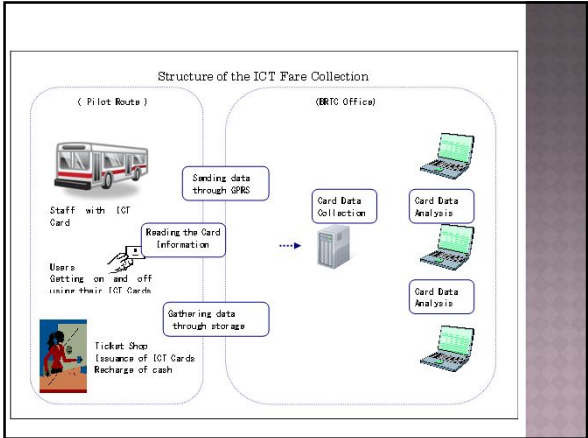 Structure of the ICT Fare Collection
( Pilot Route )
(BRTC Office)
Sending data
through GPRS
Staff with ICT
Card
Reading the Card
Information
Card Data
Collection
Card Data
Analysis
Users
Getting on and off
using their ICT Cards
Card Data
Analysis
Gathering data
through storage
Ticket Shop
Issuance of ICT Cards
Recharge of cash